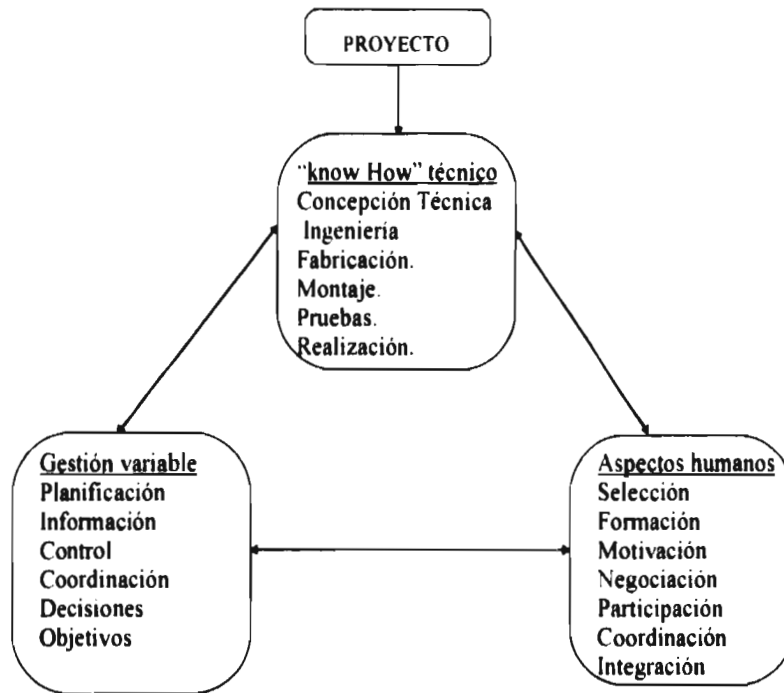 PROYECTO
"know How" técnico
Concepción Técnica
Ingeniería
Fabricación.
Montaje.
Pruebas.
Realización.
Gestión variable
Planificación
Información
Control
Coordinación
Decisiones
Objetivos
Aspectos humanos
Selección
Formación
Motivación
Negociación
Participación
Coordinación
Integración